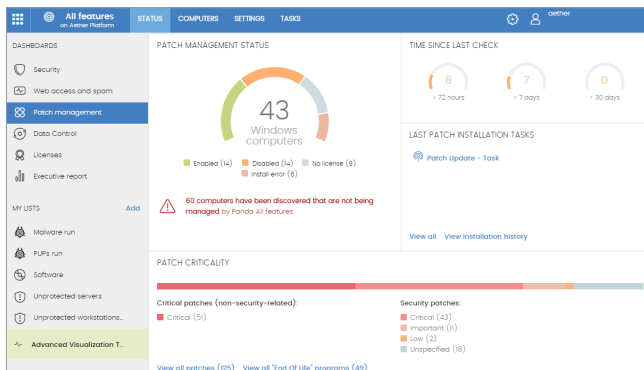 All features
on Aether Platform
STATUS COMPUTERS SETTINGS TASKS
aether
DASHBOARDS
Security
Web access and spam
Patch management
Data Control
Licenses
Executive report
MY LISTS Add
Malware run
PUPs run
Software
Unprotected servers
Unprotected workstations...
Advanced Visualization T...
PATCH MANAGEMENT STATUS
43
Windows
computers
Enabled (14) Disabled (14) No license (9)
Install error (6)
60 computers have been discovered that are not being
managed by Panda All features.
TIME SINCE LAST CHECK
8 7 0
> 72 hours > 7 days > 30 days
LAST PATCH INSTALLATION TASKS
Patch Update - Task
View all View installation history
PATCH CRITICALITY
Critical patches (non-security-related):
Critical (51)
Security patches:
Critical (43)
Important (11)
Low (2)
Unspecified (18)
View all patches (125) View all "End Of Life" programs (49)